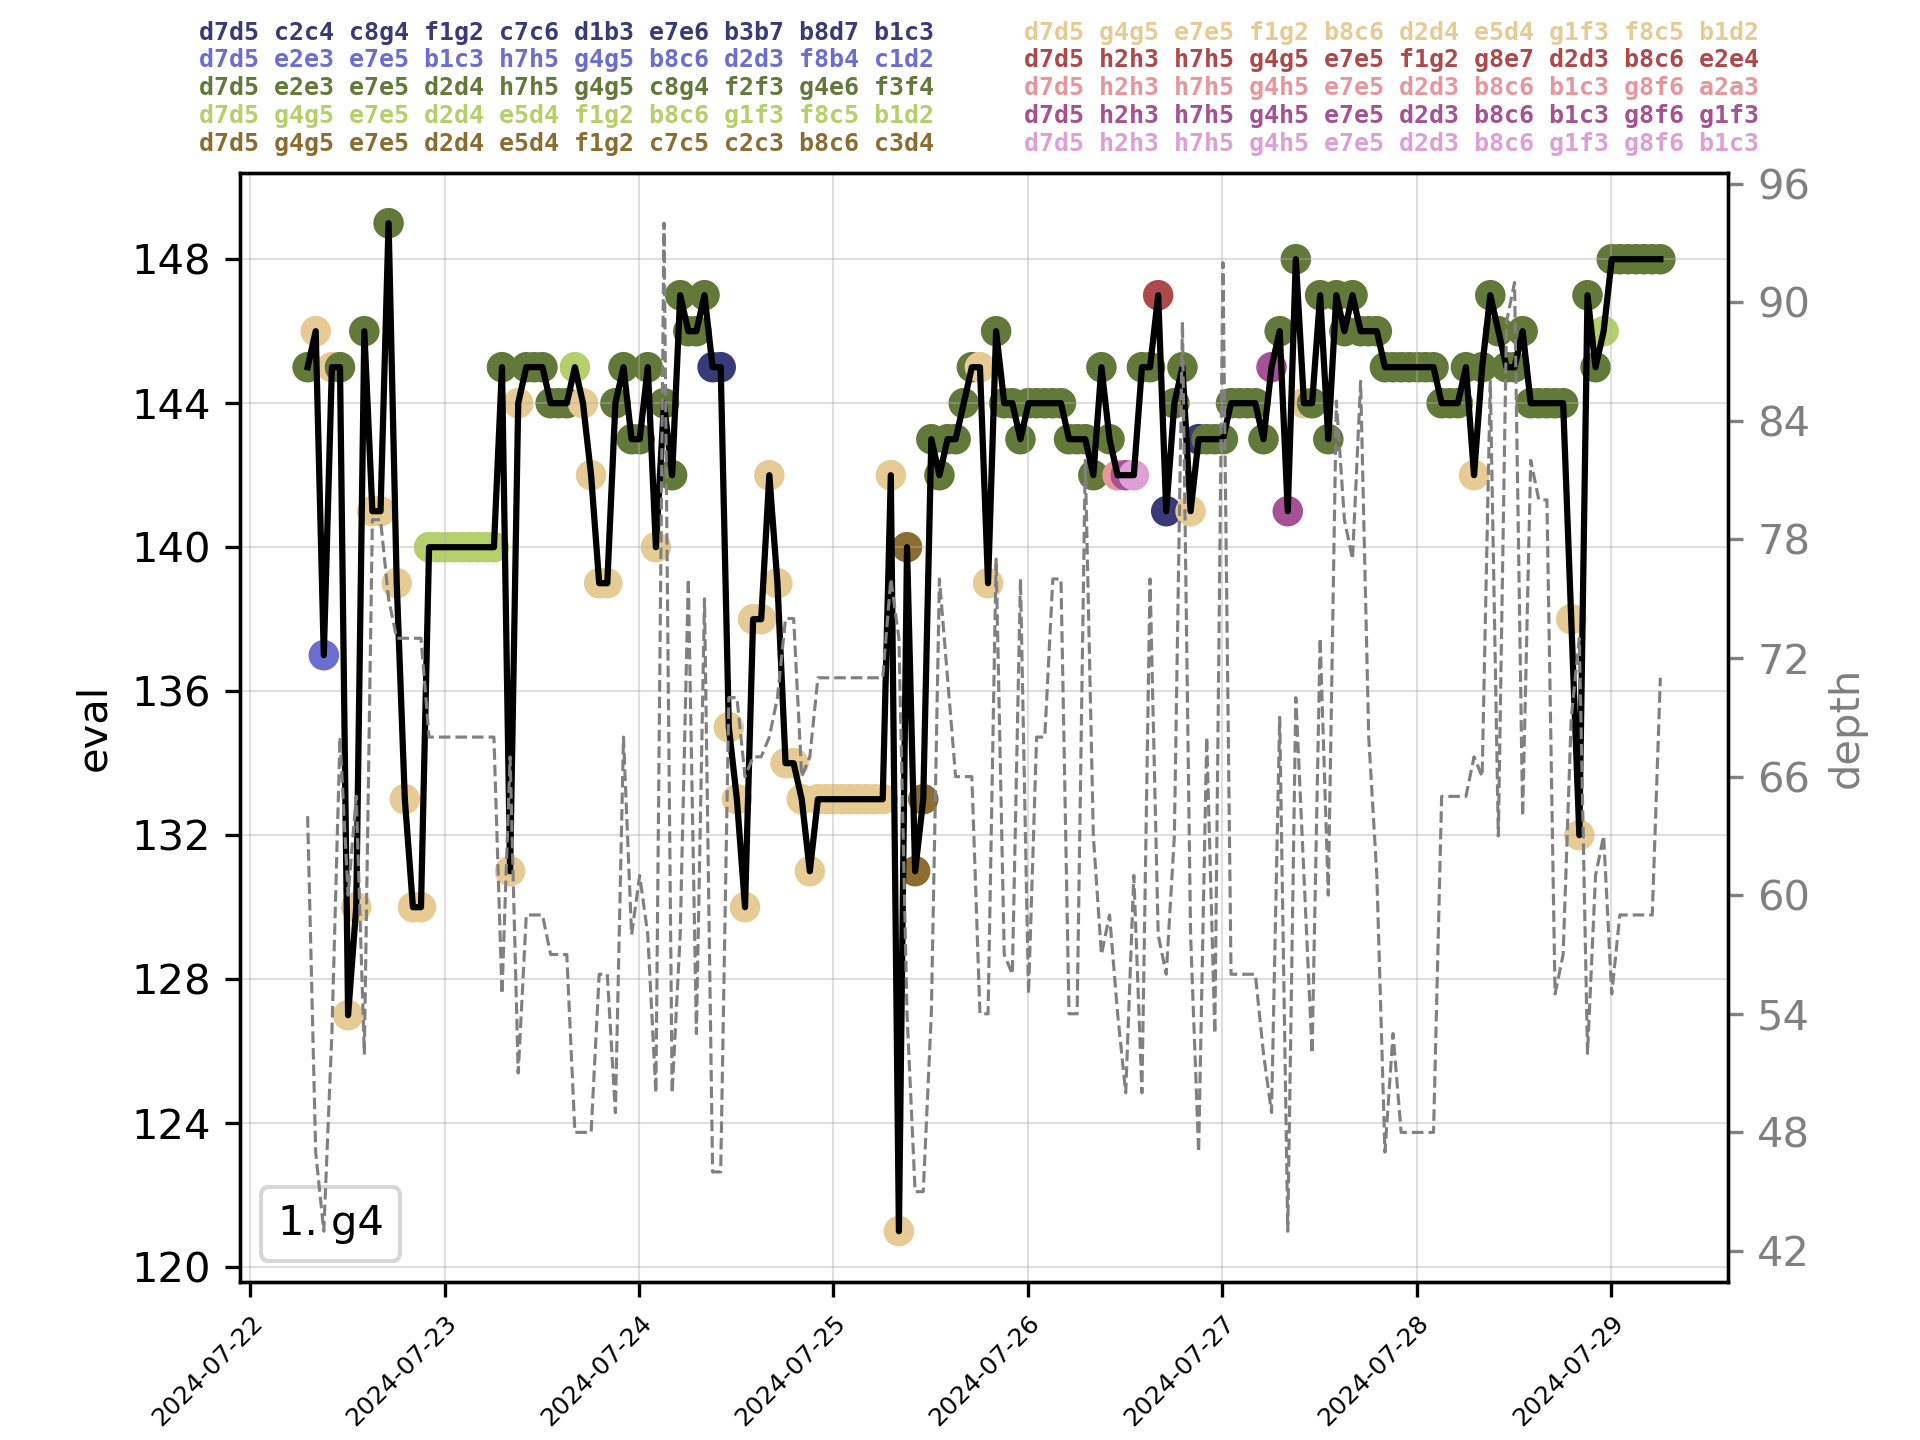 d7d5 c2c4 c8g4 f1g2 c7c6 d1b3 e7e6 b3b7 b8d7 b1c3
d7d5 e2e3 e7e5 b1c3 h7h5 g4g5 b8c6 d2d3 f8b4 c1d2
d7d5 e2e3 e7e5 d2d4 h7h5 g4g5 c8g4 f2f3 g4e6 f3f4
d7d5 g4g5 e7e5 d2d4 e5d4 f1g2 b8c6 g1f3 f8c5 b1d2
d7d5 g4g5 e7e5 d2d4 e5d4 f1g2 c7c5 c2c3 b8c6 c3d4
d7d5 g4g5 e7e5 f1g2 b8c6 d2d4 e5d4 g1f3 f8c5 b1d2
d7d5 h2h3 h7h5 g4g5 e7e5 f1g2 g8e7 d2d3 b8c6 e2e4
d7d5 h2h3 h7h5 g4h5 e7e5 d2d3 b8c6 b1c3 g8f6 a2a3
d7d5 h2h3 h7h5 g4h5 e7e5 d2d3 b8c6 b1c3 g8f6 g1f3
d7d5 h2h3 h7h5 g4h5 e7e5 d2d3 b8c6 g1f3 g8f6 b1c3
eval
148
144
140
136
132
128
124
120
1. g4
2024-07-22
2024-07-23
2024-07-24
2024-07-25
2024-07-26
2024-07-27
2024-07-28
2024-07-29
96
90
84
78
72
66
60
54
48
42
depth